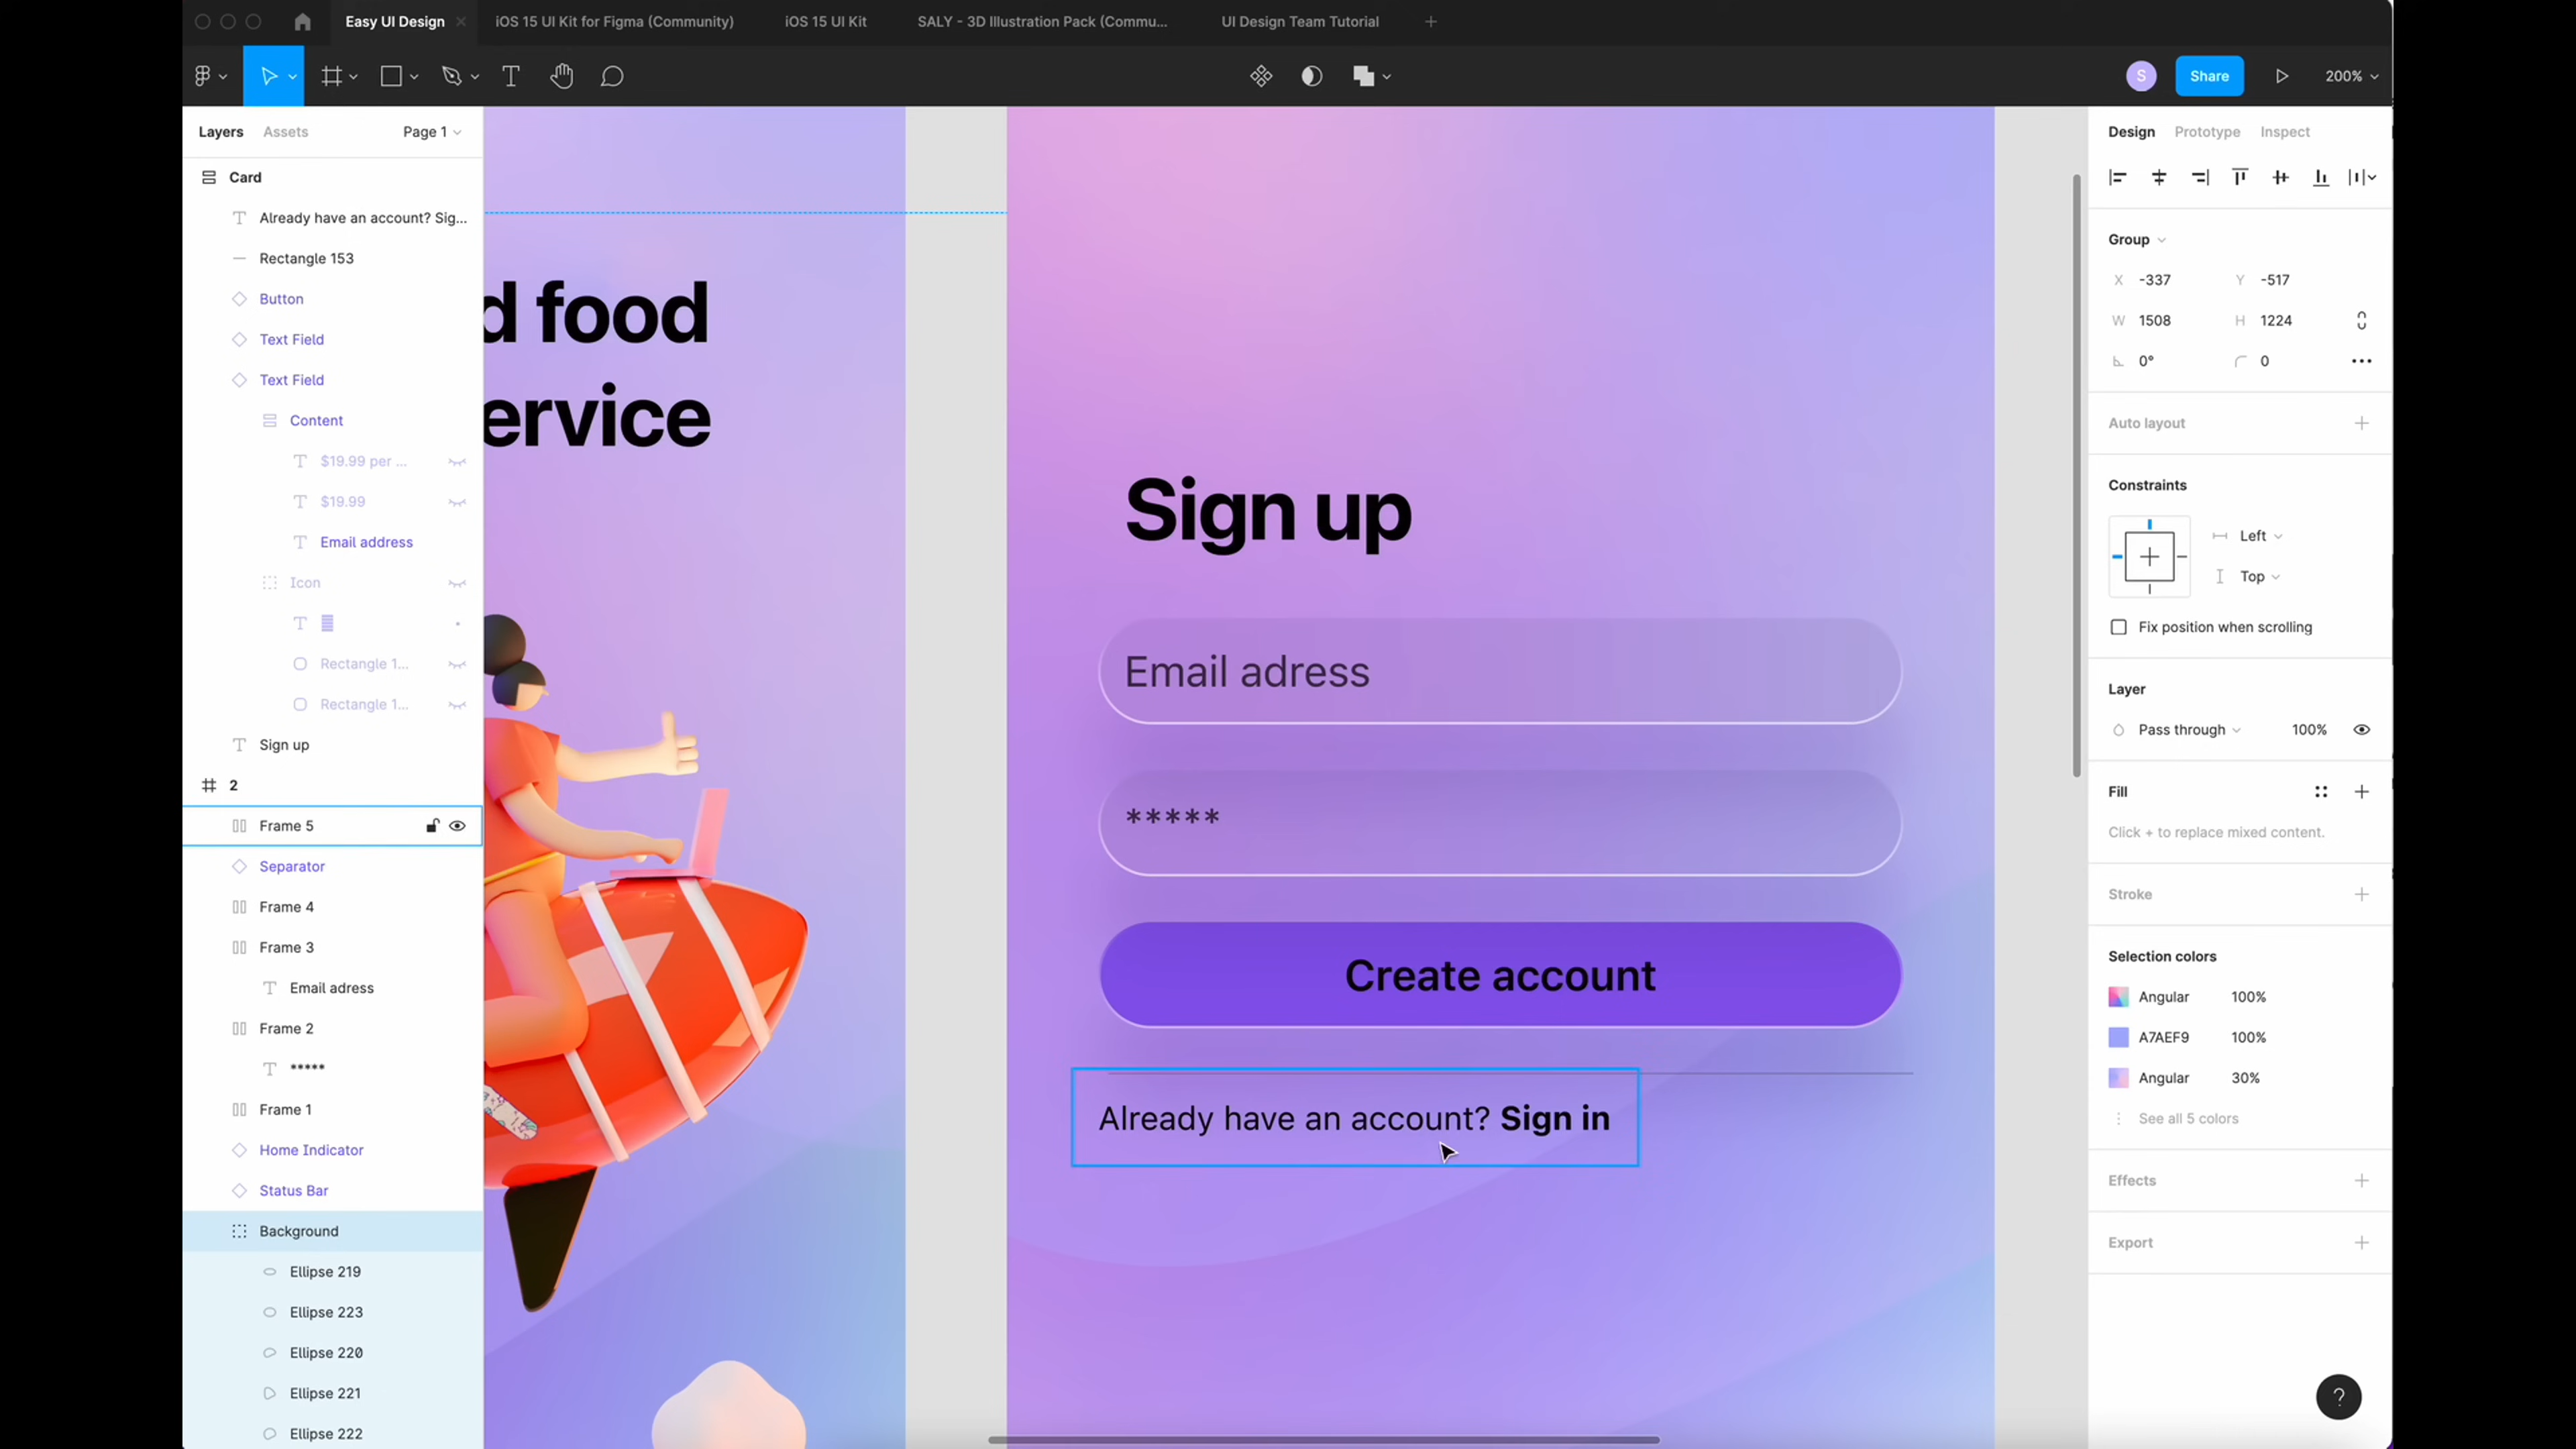 Easy UI Design
iOS 15 UI Kit for Figma (Community)
iOS 15 UI Kit
SALY - 3D Illustration Pack (Commu...
UI Design Team Tutorial
S
Share
200%
Layers
Assets
Page 1
Card
Already have an account? Sig...
Rectangle 153
Button
Text Field
Text Field
Content
$19.99 per ...
$19.99
Email address
Icon
Rectangle 1...
Rectangle 1...
Sign up
2
Frame 5
Separator
Frame 4
Frame 3
Email adress
Frame 2
*****
Frame 1
Home Indicator
Status Bar
Background
Ellipse 219
Ellipse 223
Ellipse 220
Ellipse 221
Ellipse 222
d food
ervice
Sign up
Email adress
*****
Create account
Already have an account? Sign in
Design
Prototype
Inspect
Group
X -337
Y -517
W 1508
H 1224
0°
0
Auto layout
Constraints
Left
Top
Fix position when scrolling
Layer
Pass through
100%
Fill
Click + to replace mixed content.
Stroke
Selection colors
Angular 100%
A7AEF9 100%
Angular 30%
See all 5 colors
Effects
Export
?